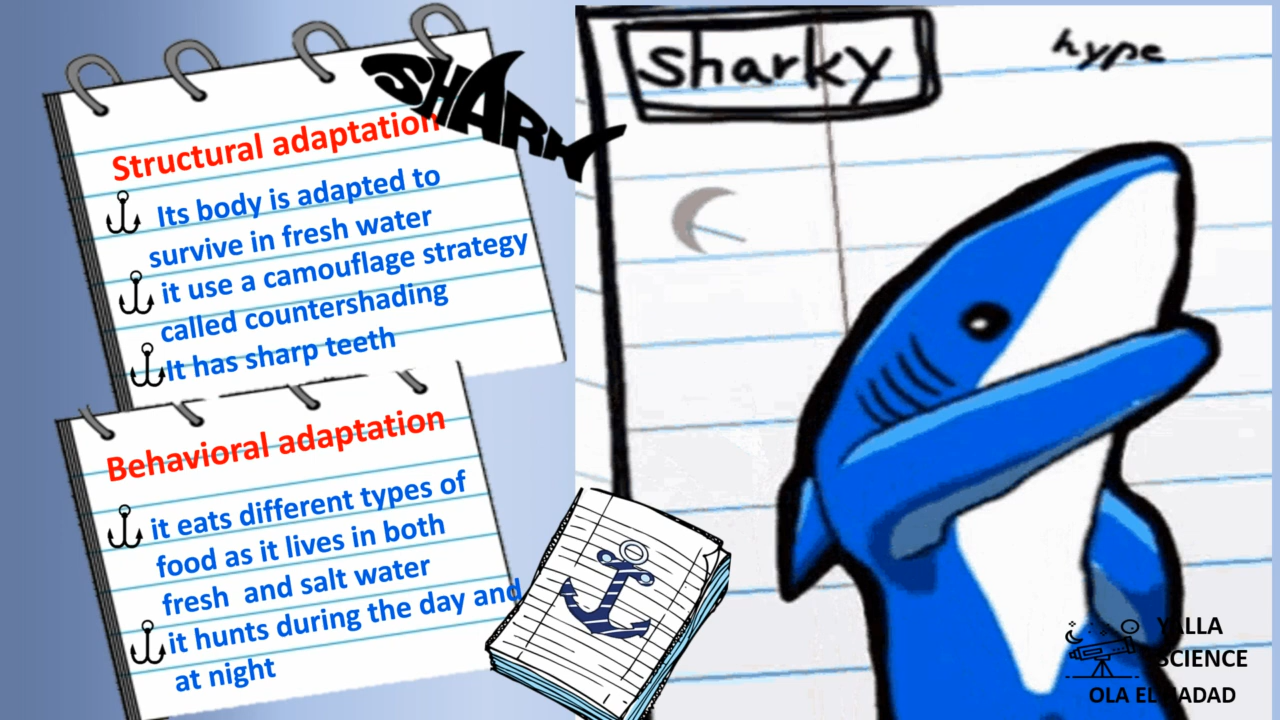 SHARK
Structural adaptation
Its body is adapted to
survive in fresh water
it use a camouflage strategy
called countershading
It has sharp teeth
Behavioral adaptation
it eats different types of
food as it lives in both
fresh and salt water
it hunts during the day and
at night
sharky
hype
YALLA
SCIENCE
OLA EL HADAD